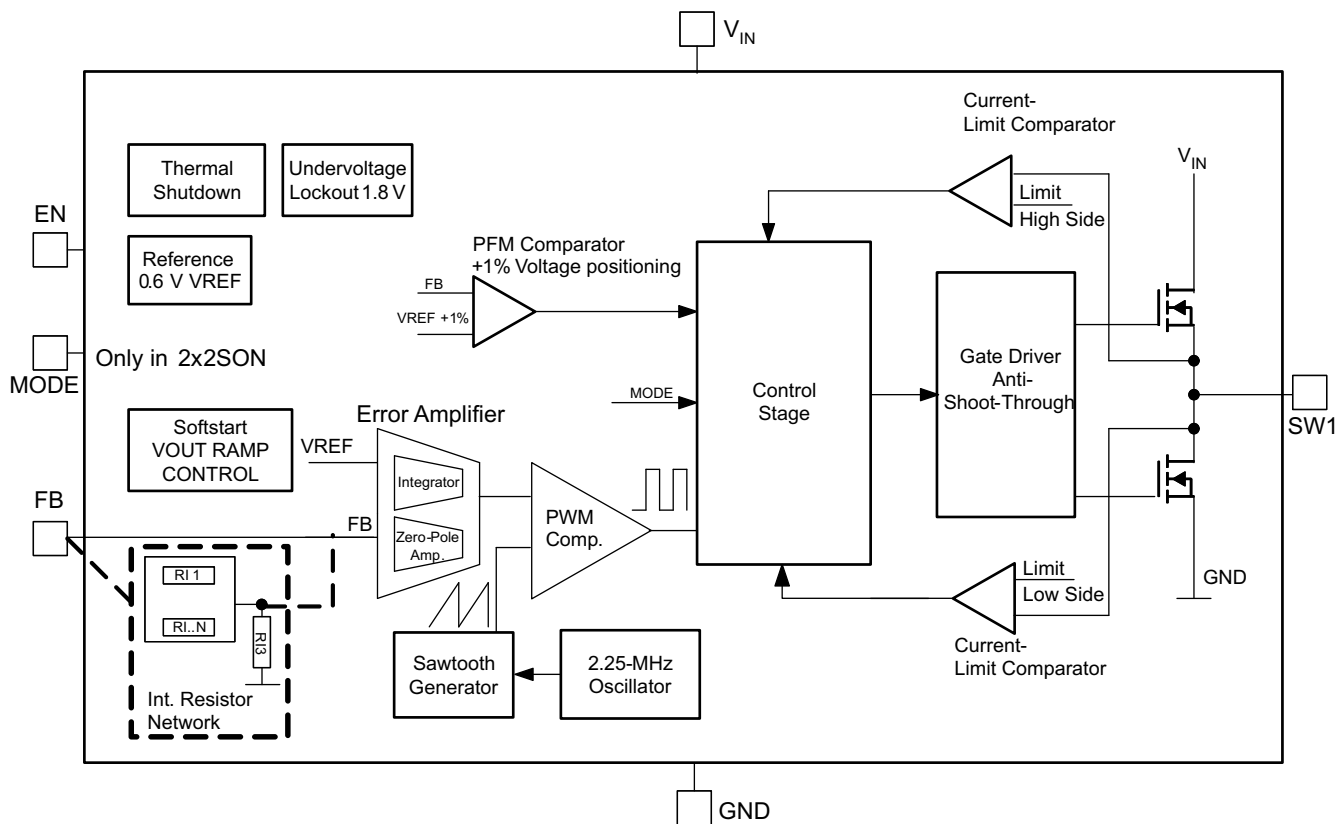 V_IN
Current-
Limit Comparator
V_IN
Thermal
Shutdown
Undervoltage
Lockout 1.8 V
Limit
High Side
EN
Reference
0.6 V VREF
PFM Comparator
+1% Voltage positioning
FB
VREF +1%
MODE
Only in 2x2SON
Control
Stage
Gate Driver
Anti-
Shoot-Through
MODE
SW1
Softstart
VOUT RAMP
CONTROL
Error Amplifier
VREF
Integrator
FB
FB
Zero-Pole
Amp.
PWM
Comp.
RI 1
RI..N
RI3
Int. Resistor
Network
Sawtooth
Generator
2.25-MHz
Oscillator
Limit
Low Side
GND
Current-
Limit Comparator
GND